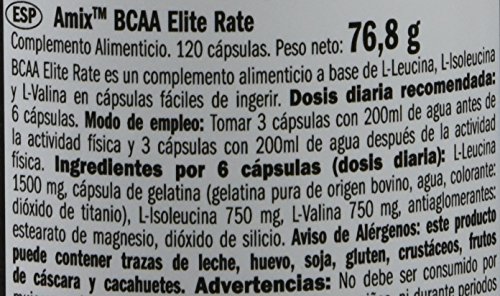 ESP Amix™ BCAA Elite Rate
Complemento Alimenticio. 120 cápsulas. Peso neto: 76,8 g
BCAA Elite Rate es un complemento alimenticio a base de L-Leucina, L-Isoleucina
y L-Valina en cápsulas fáciles de ingerir. Dosis diaria recomendada:
6 cápsulas. Modo de empleo: Tomar 3 cápsulas con 200ml de agua antes de
la actividad física y 3 cápsulas con 200ml de agua después de la actividad
física. Ingredientes por 6 cápsulas (dosis diaria): L-Leucina
1500 mg, cápsula de gelatina (gelatina pura de origen bovino, agua, colorante:
dióxido de titanio), L-Isoleucina 750 mg, L-Valina 750 mg, antiaglomerantes:
estearato de magnesio, dióxido de silicio. Aviso de Alérgenos: este producto
puede contener trazas de leche, huevo, soja, gluten, crustáceos, frutos
de cáscara y cacahuetes. Advertencias: No debe ser consumido por
ni durante periodos